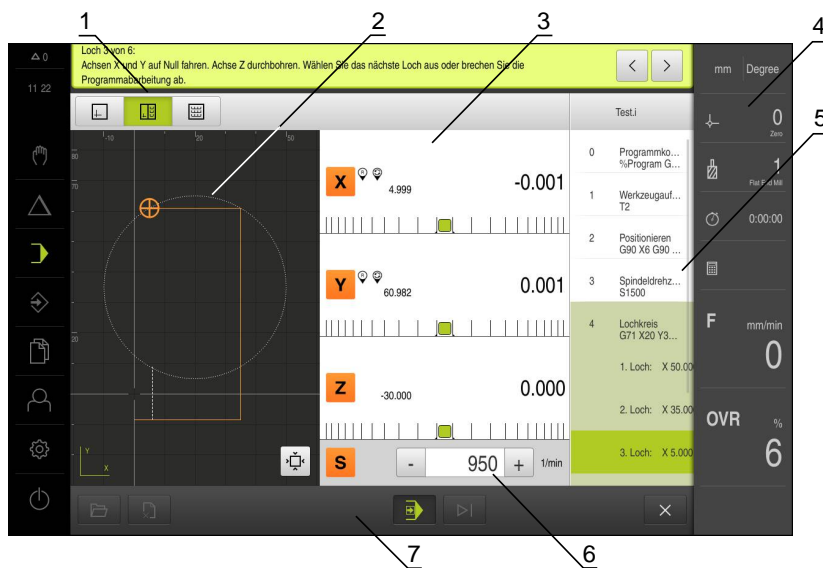 1
2
3
4
5
6
7
0
11 22
Loch 3 von 6:
Achsen X und Y auf Null fahren. Achse Z durchbohren. Wählen Sie das nächste Loch aus oder brechen Sie die
Programmabarbeitung ab.
-10
20
50
80
70
20
Y
X
X
R
4.999
-0.001
Y
R
60.982
0.001
Z
-30.000
0.000
S
-
950
+
1/min
Test.i
0 Programmko...
%Program G...
1 Werkzeugauf...
T2
2 Positionieren
G90 X6 G90 ...
3 Spindeldrehz...
S1500
4 Lochkreis
G71 X20 Y3...
1. Loch: X 50.00
2. Loch: X 35.00
3. Loch: X 5.000
mm Degree
0
Zero
1
Flat End Mill
0:00:00
F mm/min
0
OVR %
6